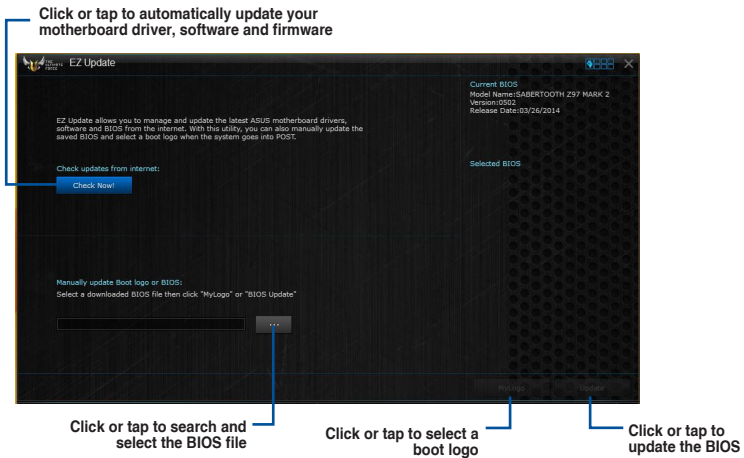 Click or tap to automatically update your
motherboard driver, software and firmware
THE
ULTIMATE
FORCE
EZ Update
Current BIOS
Model Name:SABERTOOTH Z97 MARK 2
Version:0502
Release Date:03/26/2014
EZ Update allows you to manage and update the latest ASUS motherboard drivers,
software and BIOS from the internet. With this utility, you can also manually update the
saved BIOS and select a boot logo when the system goes into POST.
Check updates from internet:
Selected BIOS
Check Now!
Manually update Boot logo or BIOS:
Select a downloaded BIOS file then click "MyLogo" or "BIOS Update"
...
MyLogo
Update
Click or tap to search and
select the BIOS file
Click or tap to select a
boot logo
Click or tap to
update the BIOS